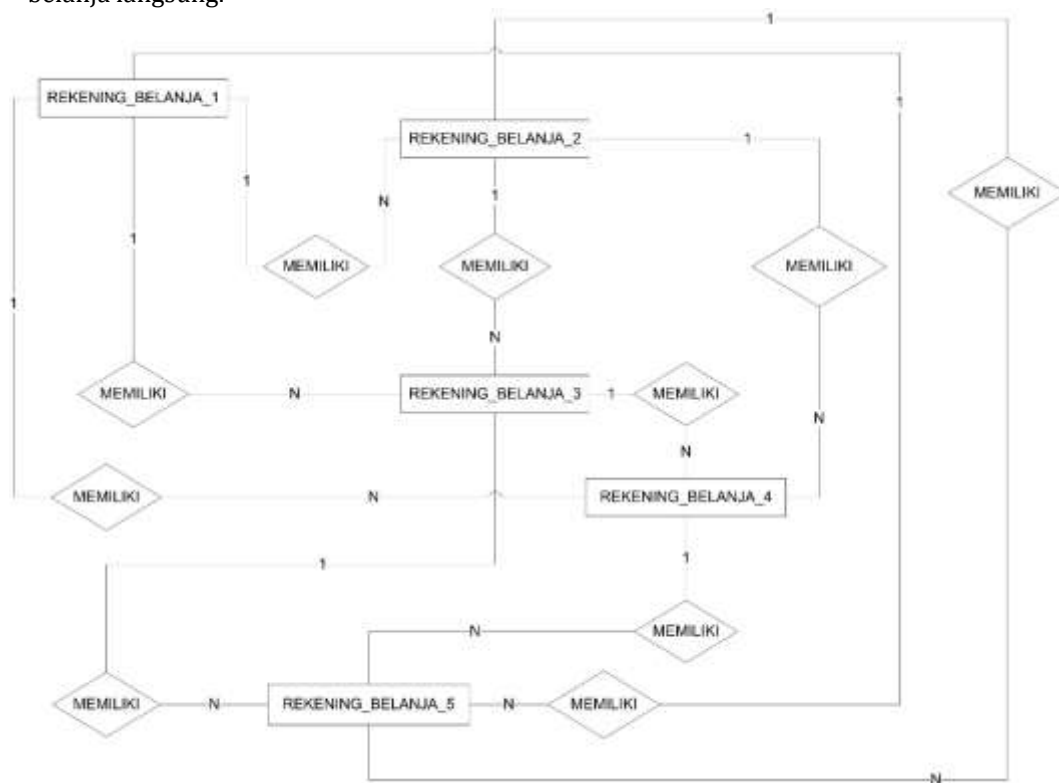 belanja langsung.
1
1
REKENING_BELANJA_1
1
REKENING_BELANJA_2
1
1
N
1
MEMILIKI
1
MEMILIKI
MEMILIKI
MEMILIKI
1
N
MEMILIKI
N
REKENING_BELANJA_3
1
MEMILIKI
N
N
MEMILIKI
N
REKENING_BELANJA_4
1
1
N
MEMILIKI
MEMILIKI
N
REKENING_BELANJA_5
N
MEMILIKI
N